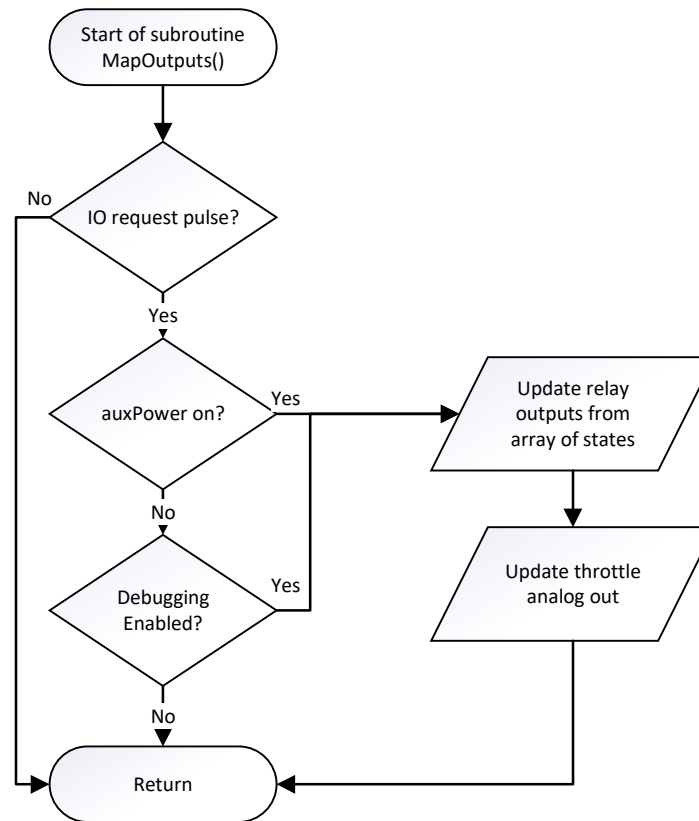 Start of subroutine
MapOutputs()
No
IO request pulse?
Yes
auxPower on?
Yes
Update relay
outputs from
array of states
No
Debugging
Enabled?
Yes
Update throttle
analog out
No
Return